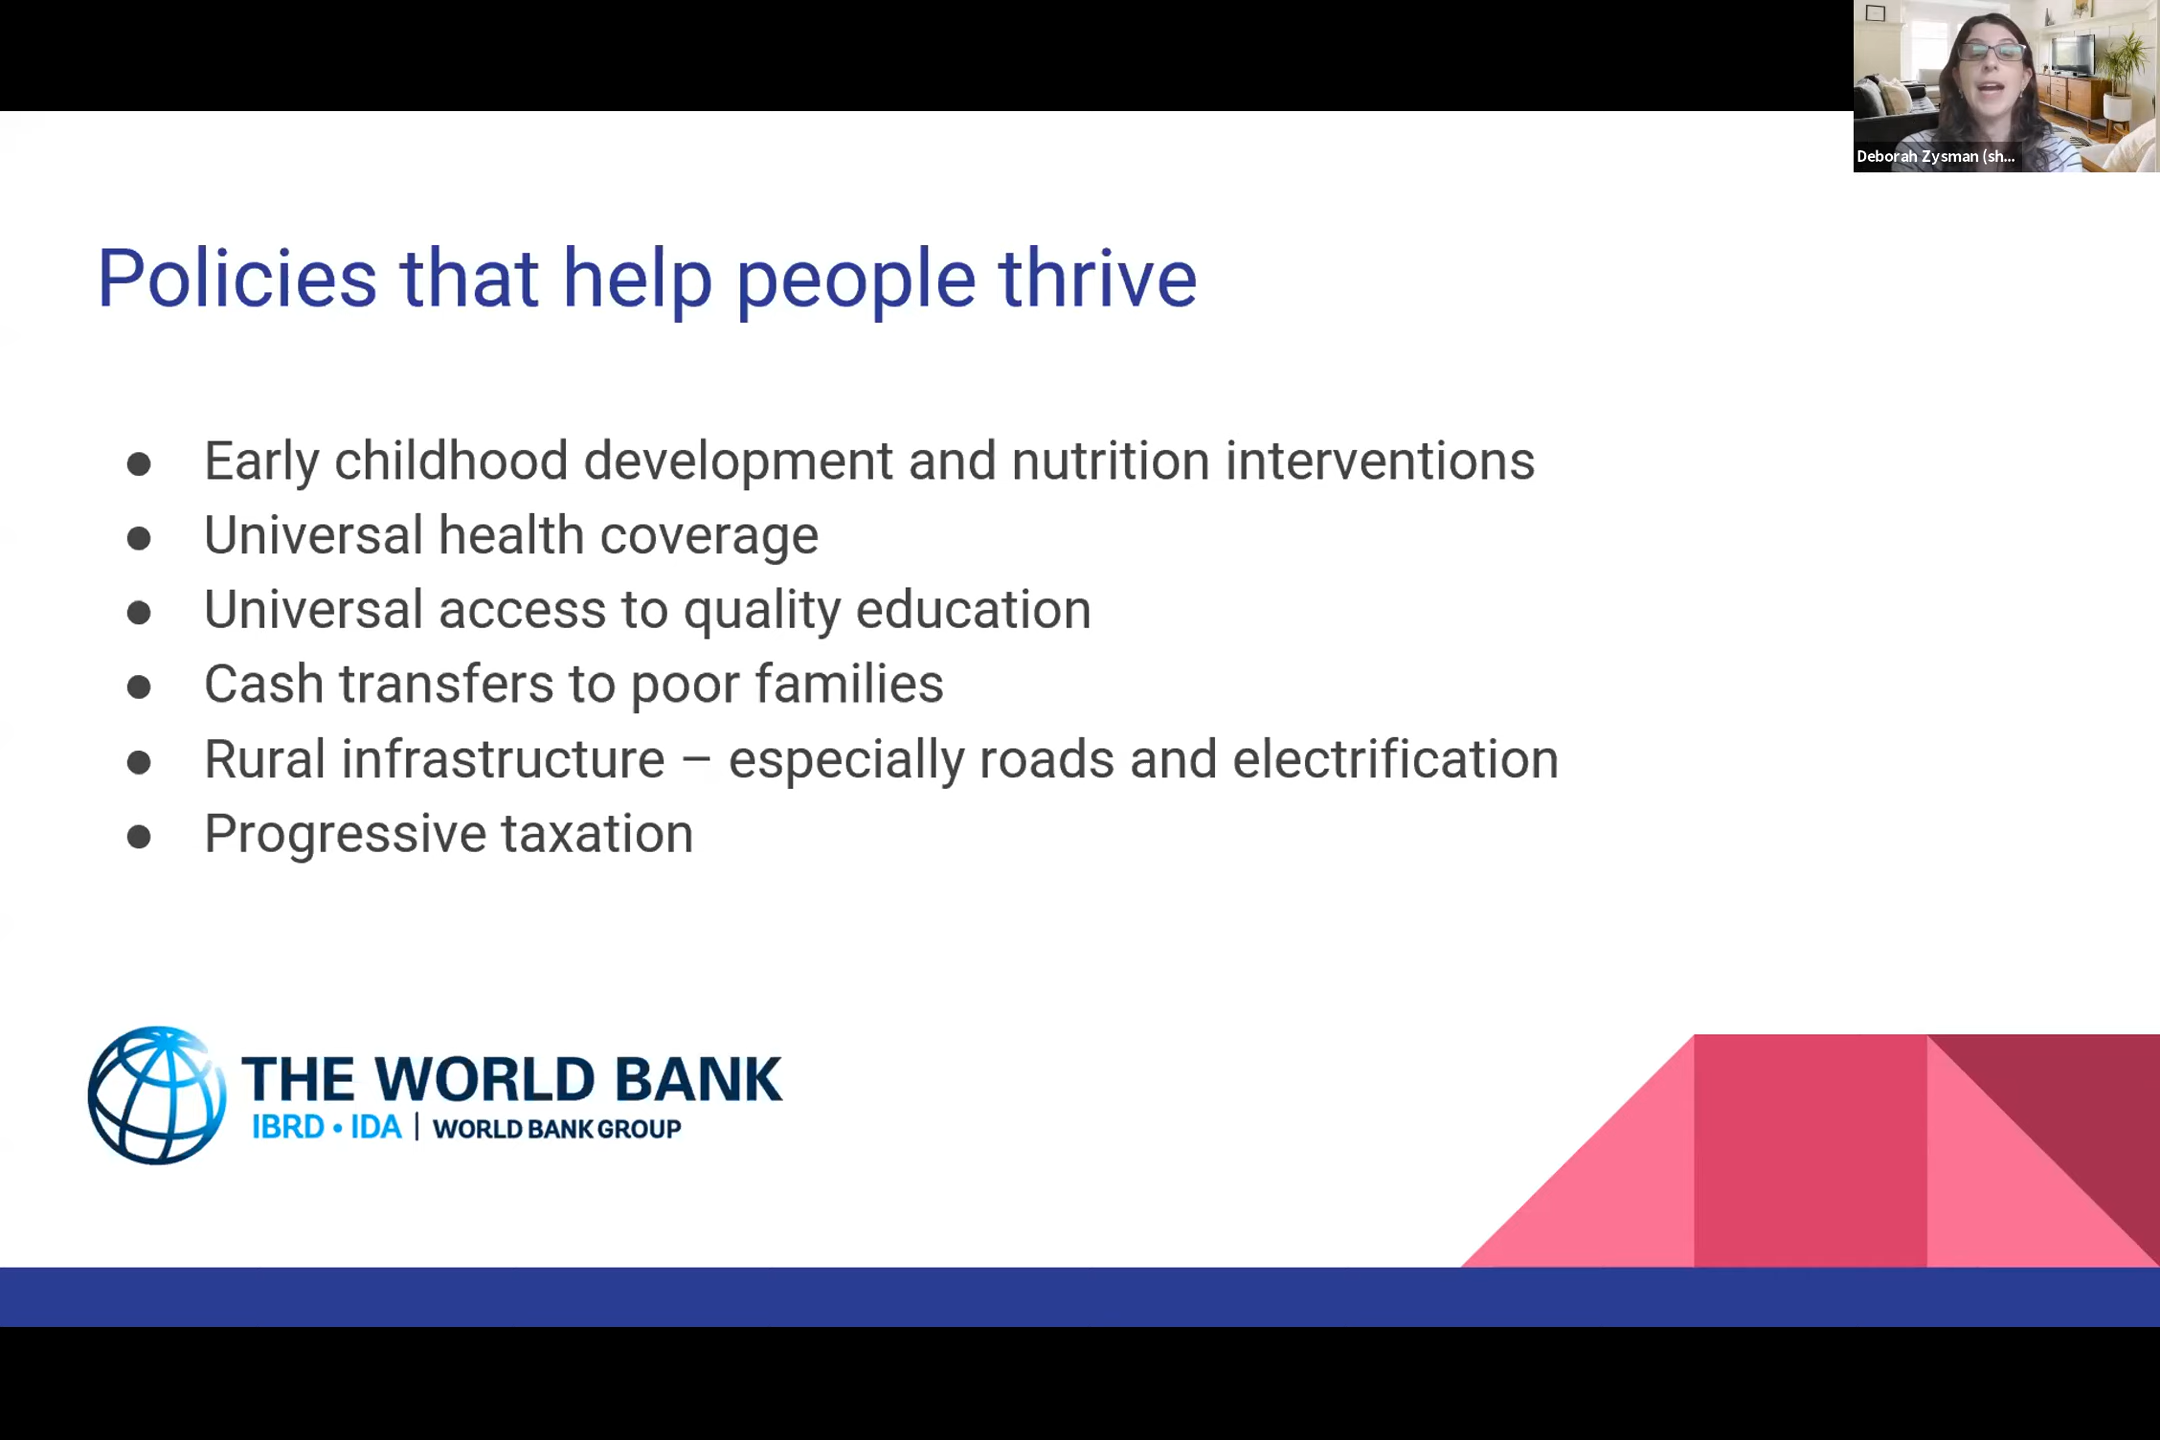 Deborah Zysman (sh...
Policies that help people thrive
● Early childhood development and nutrition interventions
● Universal health coverage
● Universal access to quality education
● Cash transfers to poor families
● Rural infrastructure – especially roads and electrification
● Progressive taxation
THE WORLD BANK
IBRD • IDA | WORLD BANK GROUP